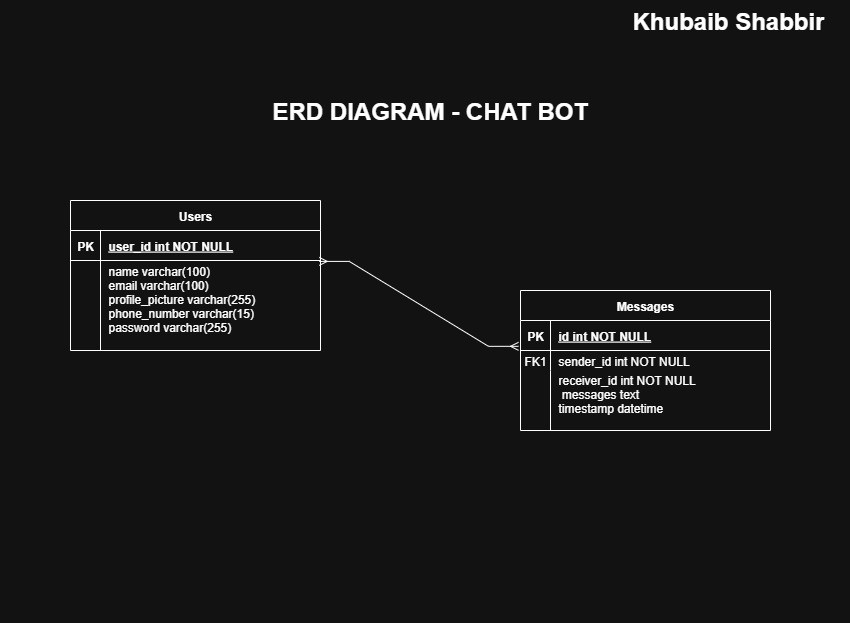 Khubaib Shabbir
ERD DIAGRAM - CHAT BOT
Users
PK user_id int NOT NULL
name varchar(100)
email varchar(100)
profile_picture varchar(255)
phone_number varchar(15)
password varchar(255)
Messages
PK id int NOT NULL
FK1 sender_id int NOT NULL
receiver_id int NOT NULL
messages text
timestamp datetime